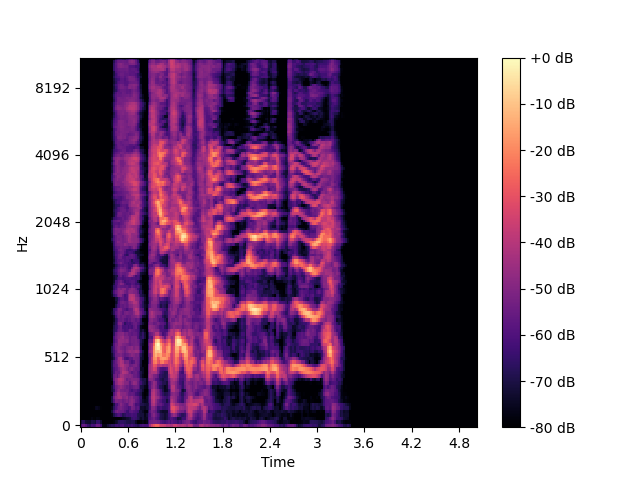 8192
4096
2048
1024
512
0
Hz
0 0.6 1.2 1.8 2.4 3 3.6 4.2 4.8
Time
+0 dB
-10 dB
-20 dB
-30 dB
-40 dB
-50 dB
-60 dB
-70 dB
-80 dB